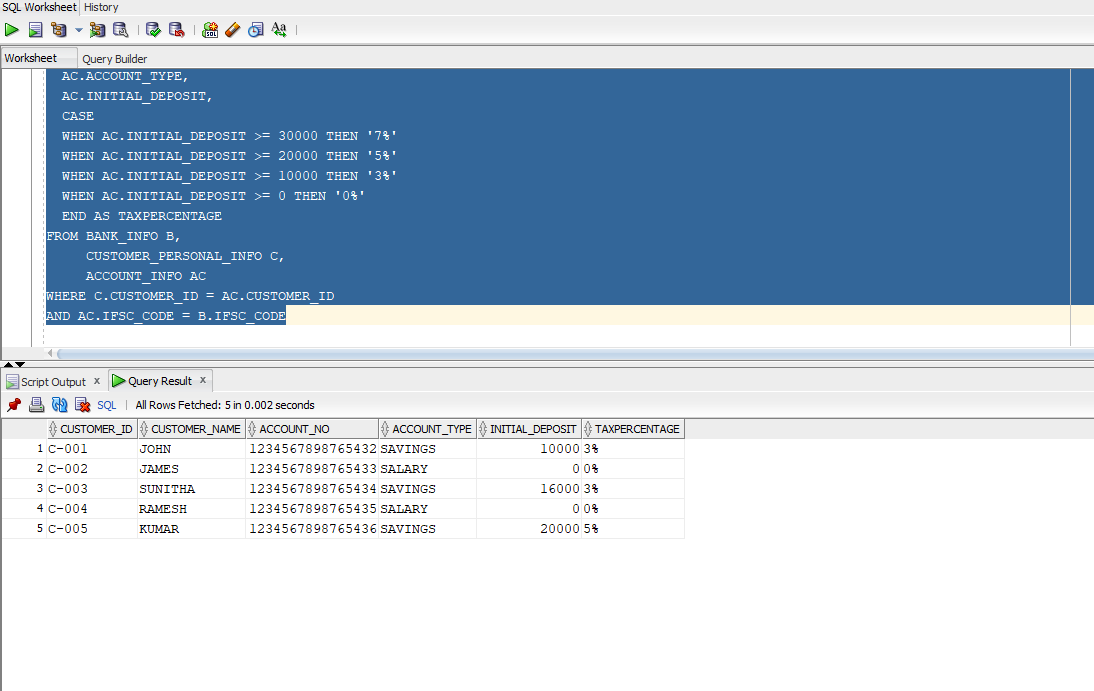 SQL Worksheet History
Aa
Worksheet Query Builder
AC.ACCOUNT_TYPE,
AC.INITIAL_DEPOSIT,
CASE
WHEN AC.INITIAL_DEPOSIT >= 30000 THEN '7%'
WHEN AC.INITIAL_DEPOSIT >= 20000 THEN '5%'
WHEN AC.INITIAL_DEPOSIT >= 10000 THEN '3%'
WHEN AC.INITIAL_DEPOSIT >= 0 THEN '0%'
END AS TAXPERCENTAGE
FROM BANK_INFO B,
CUSTOMER_PERSONAL_INFO C,
ACCOUNT_INFO AC
WHERE C.CUSTOMER_ID = AC.CUSTOMER_ID
AND AC.IFSC_CODE = B.IFSC_CODE
Script Output x Query Result x
SQL | All Rows Fetched: 5 in 0.002 seconds
CUSTOMER_ID CUSTOMER_NAME ACCOUNT_NO ACCOUNT_TYPE INITIAL_DEPOSIT TAXPERCENTAGE
1 C-001 JOHN 1234567898765432 SAVINGS 10000 3%
2 C-002 JAMES 1234567898765433 SALARY 0 0%
3 C-003 SUNITHA 1234567898765434 SAVINGS 16000 3%
4 C-004 RAMESH 1234567898765435 SALARY 0 0%
5 C-005 KUMAR 1234567898765436 SAVINGS 20000 5%